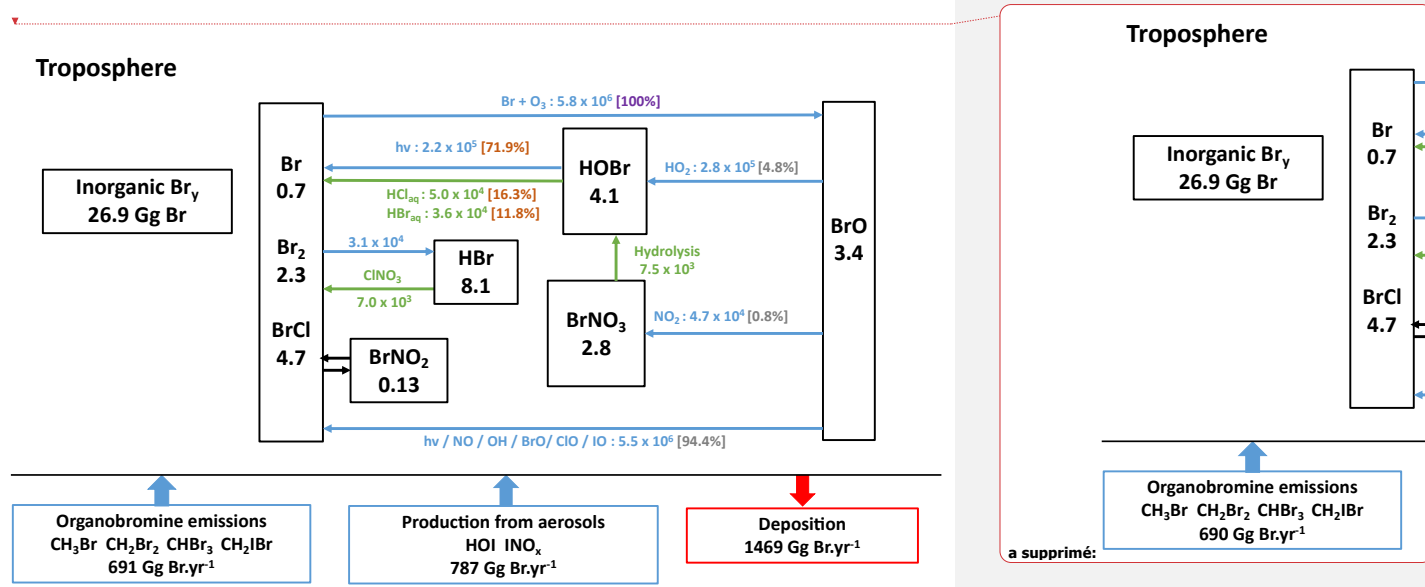 Troposphere
Br + O₃ : 5.8 x 10⁶ [100%]
hv : 2.2 x 10⁵ [71.9%]
HClaq : 5.0 x 10⁴ [16.3%]
HBraq : 3.6 x 10⁴ [11.8%]
HOBr
4.1
HO₂ : 2.8 x 10⁵ [4.8%]
Inorganic Bry
26.9 Gg Br
Br
0.7
Br₂
2.3
BrCl
4.7
3.1 x 10⁴
ClNO₃
7.0 x 10³
HBr
8.1
Hydrolysis
7.5 x 10³
BrO
3.4
BrNO₃
2.8
NO₂ : 4.7 x 10⁴ [0.8%]
BrNO₂
0.13
hv / NO / OH / BrO/ ClO / IO : 5.5 x 10⁶ [94.4%]
Organobromine emissions
CH₃Br CH₂Br₂ CHBr₃ CH₂IBr
691 Gg Br.yr⁻¹
Production from aerosols
HOI INOₓ
787 Gg Br.yr⁻¹
Deposition
1469 Gg Br.yr⁻¹
Troposphere
Inorganic Bry
26.9 Gg Br
Br
0.7
Br₂
2.3
BrCl
4.7
Organobromine emissions
CH₃Br CH₂Br₂ CHBr₃ CH₂IBr
690 Gg Br.yr⁻¹
a supprimé: